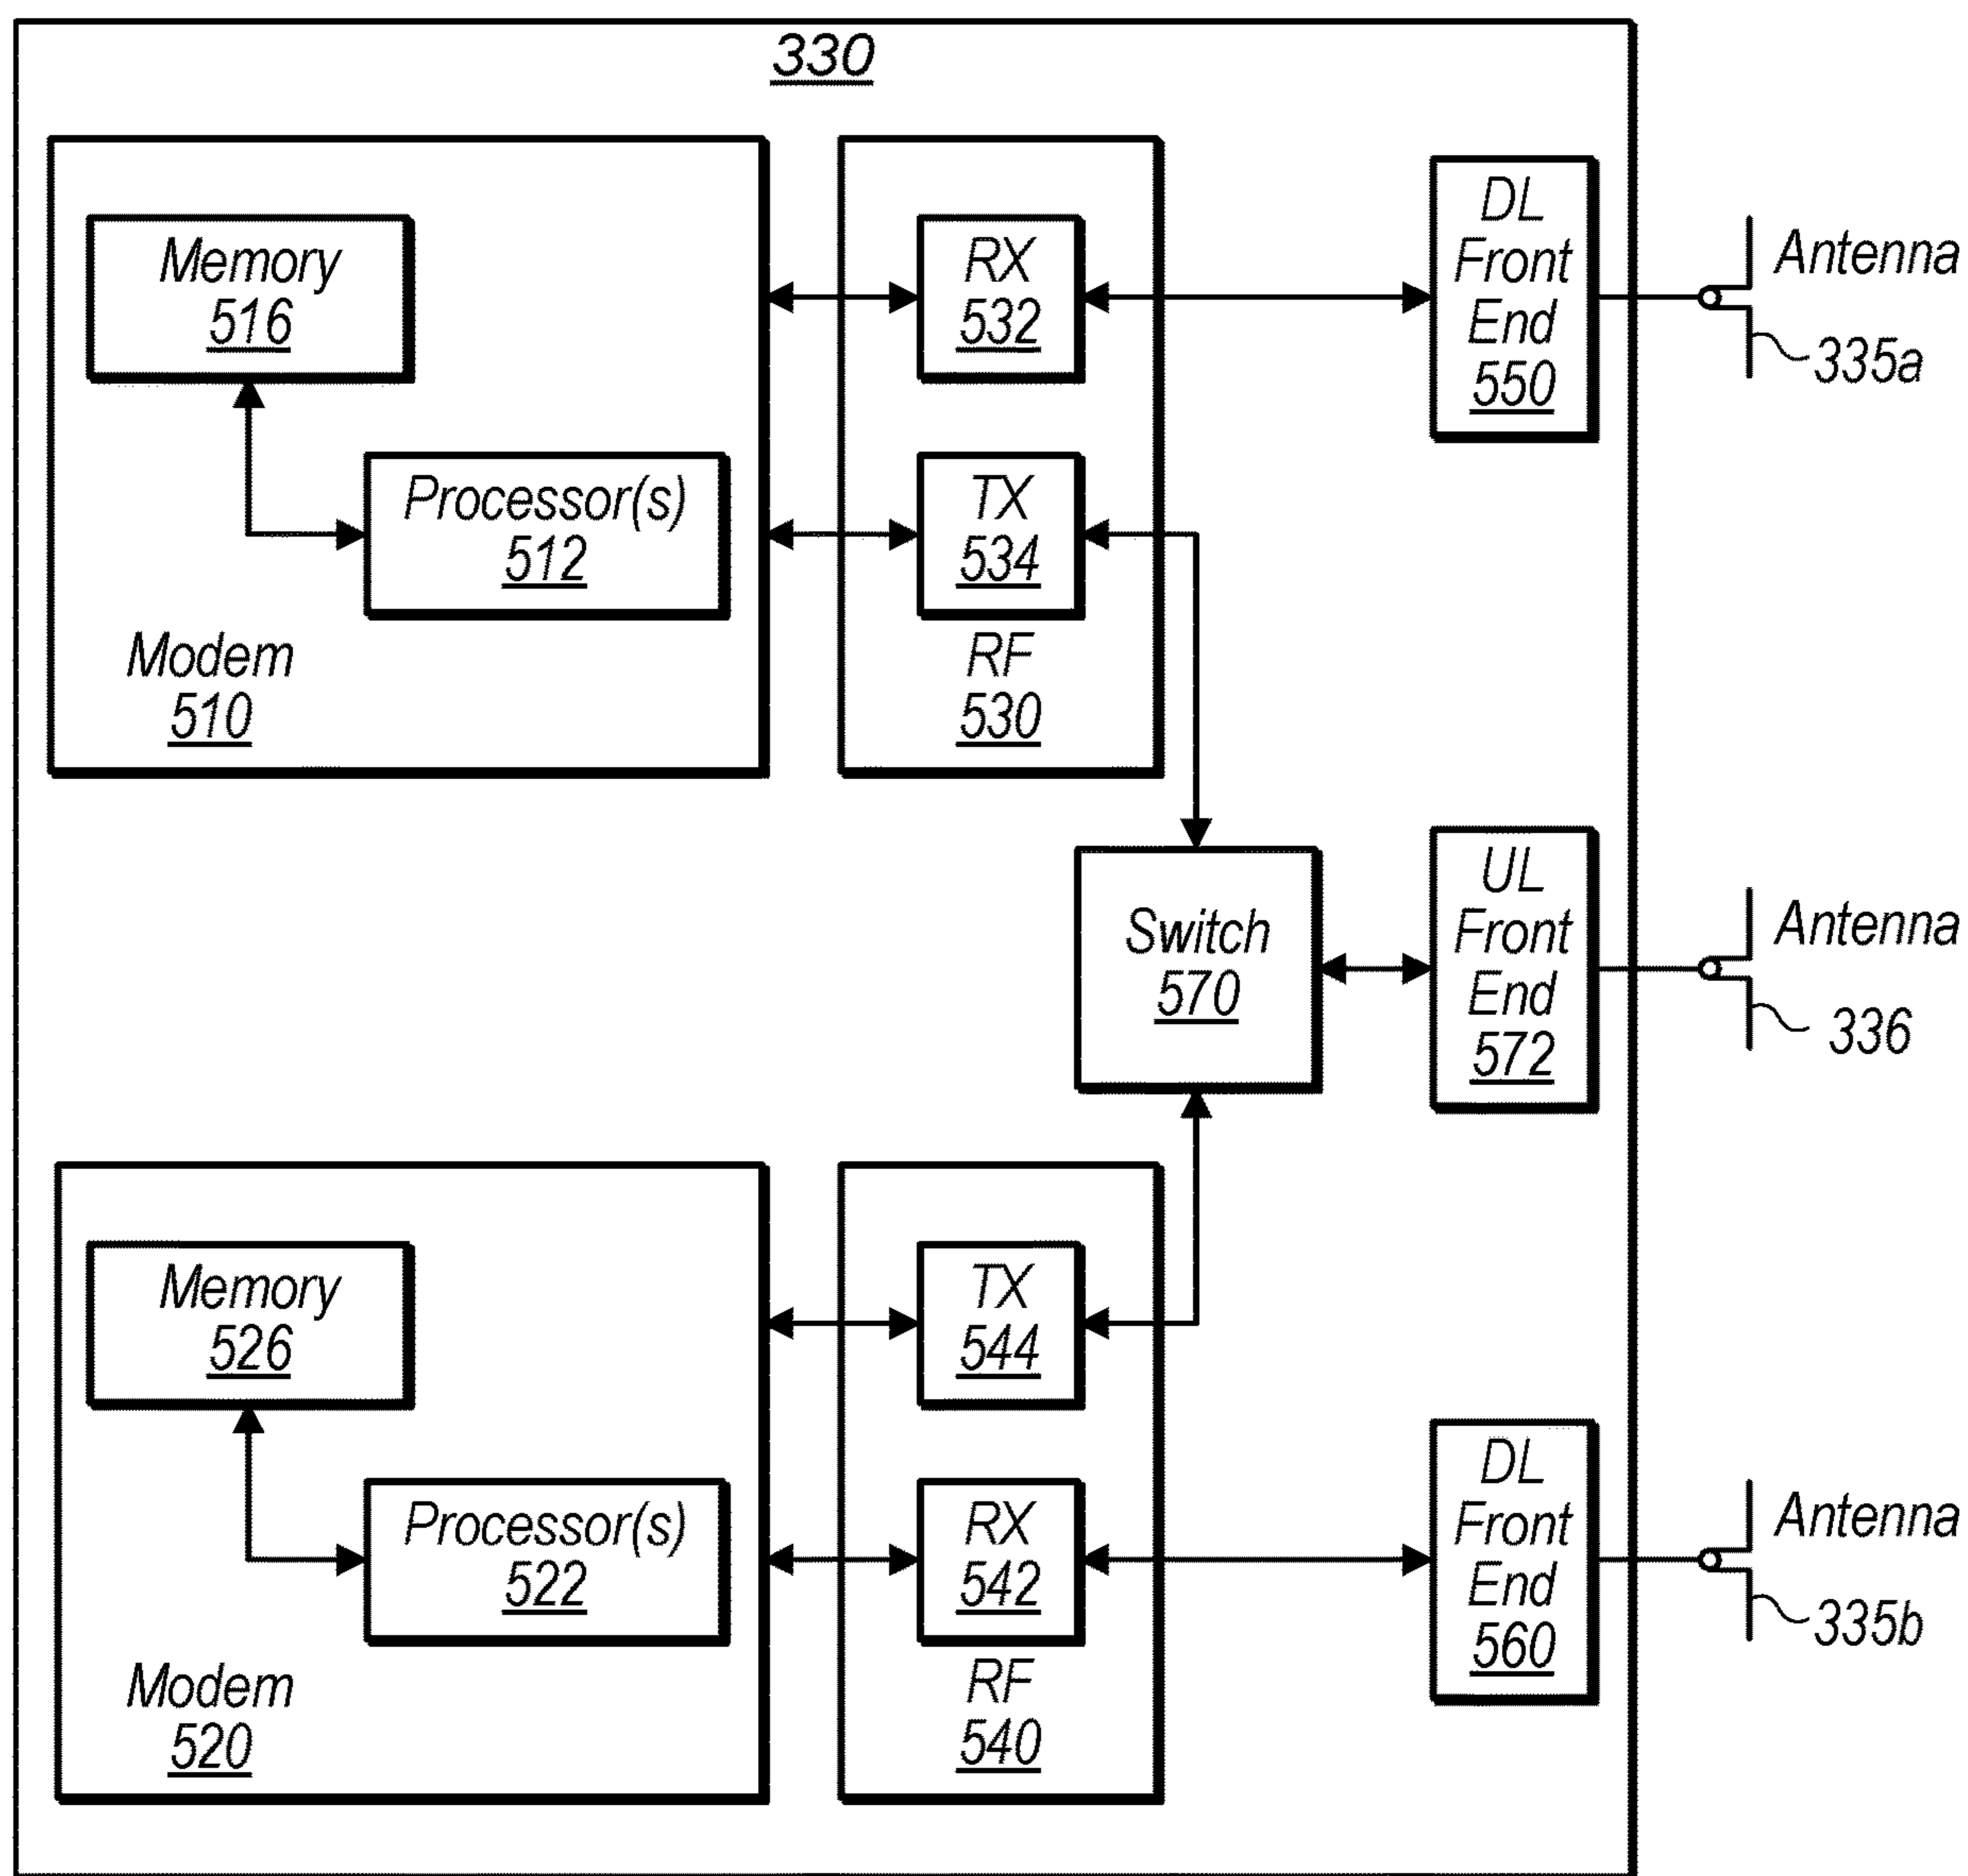 330
Memory
516
Processor(s)
512
Modem
510
RX
532
TX
534
RF
530
DL
Front
End
550
Antenna
335a
Switch
570
UL
Front
End
572
Antenna
336
Memory
526
Processor(s)
522
Modem
520
TX
544
RX
542
RF
540
DL
Front
End
560
Antenna
335b